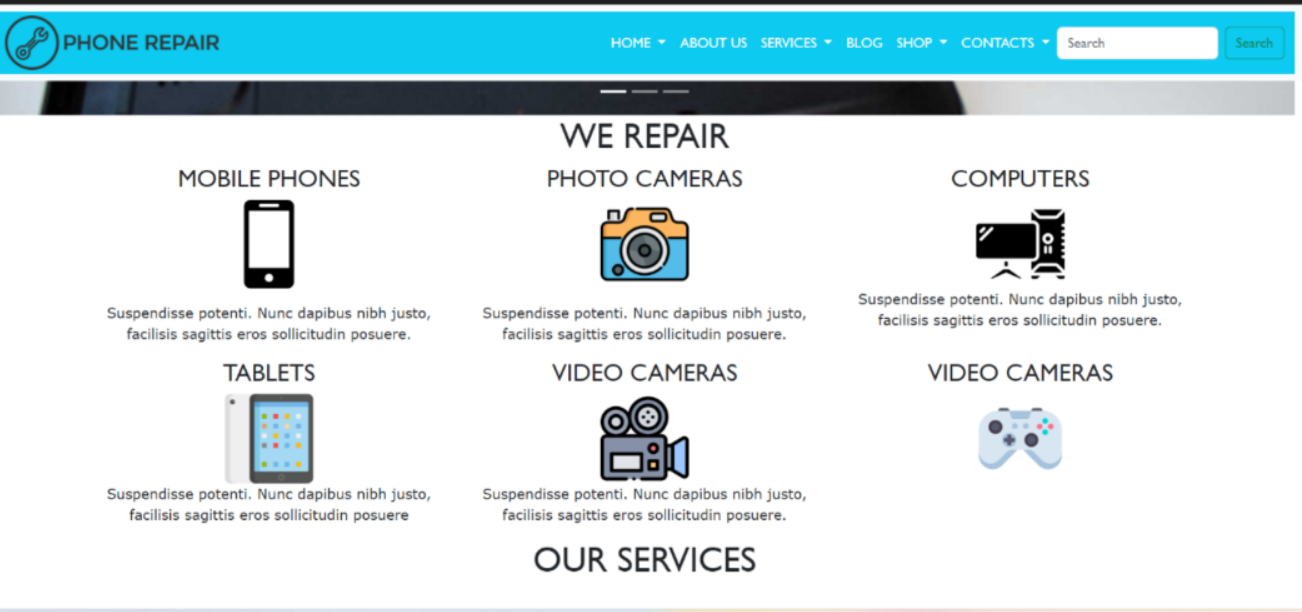 PHONE REPAIR
HOME ABOUT US SERVICES BLOG SHOP CONTACTS Search Search
WE REPAIR
MOBILE PHONES
Suspendisse potenti. Nunc dapibus nibh justo,
facilisis sagittis eros sollicitudin posuere.
PHOTO CAMERAS
Suspendisse potenti. Nunc dapibus nibh justo,
facilisis sagittis eros sollicitudin posuere.
COMPUTERS
Suspendisse potenti. Nunc dapibus nibh justo,
facilisis sagittis eros sollicitudin posuere.
TABLETS
Suspendisse potenti. Nunc dapibus nibh justo,
facilisis sagittis eros sollicitudin posuere
VIDEO CAMERAS
Suspendisse potenti. Nunc dapibus nibh justo,
facilisis sagittis eros sollicitudin posuere.
VIDEO CAMERAS
OUR SERVICES